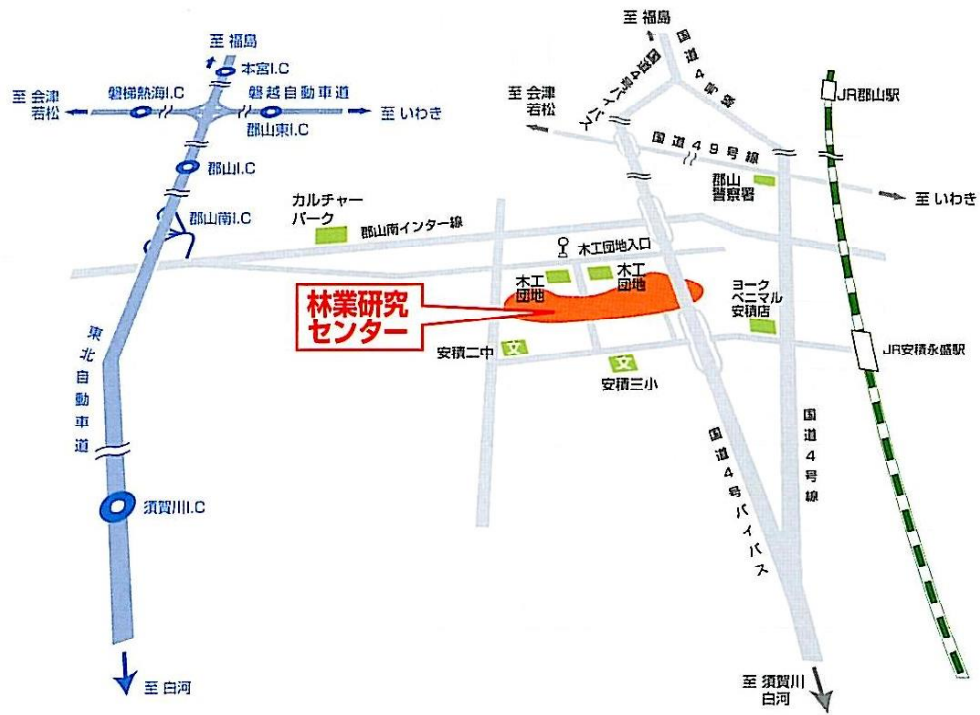 至 福島
本宮I.C
磐梯熱海I.C
磐越自動車道
至 会津
若松
至 いわき
郡山東I.C
郡山I.C
郡山南I.C
カルチャー
パーク
郡山南インター線
林業研究
センター
東北自動車道
須賀川I.C
至 白河
至 福島
国道4号バイパス
国道4号線
至 会津
若松
国道49号線
郡山
警察署
至 いわき
JR郡山駅
木工団地入口
木工
団地
木工
団地
ヨーク
ベニマル
安積店
安積二中
文
文
安積三小
JR安積永盛駅
国道4号バイパス
国道4号線
至 須賀川
白河